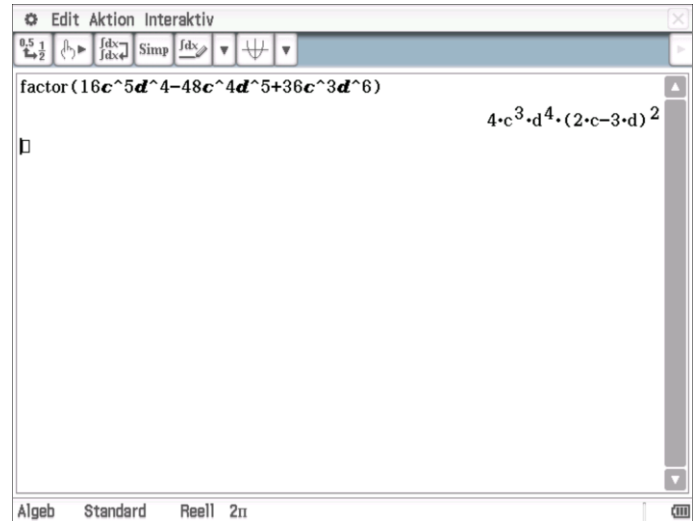 Edit Aktion Interaktiv
0.5 1/2 ∫dx ∫dx Simp ∫dx
factor(16c^5d^4−48c^4d^5+36c^3d^6)
4·c³·d⁴·(2·c−3·d)²
Algeb Standard Reell 2π